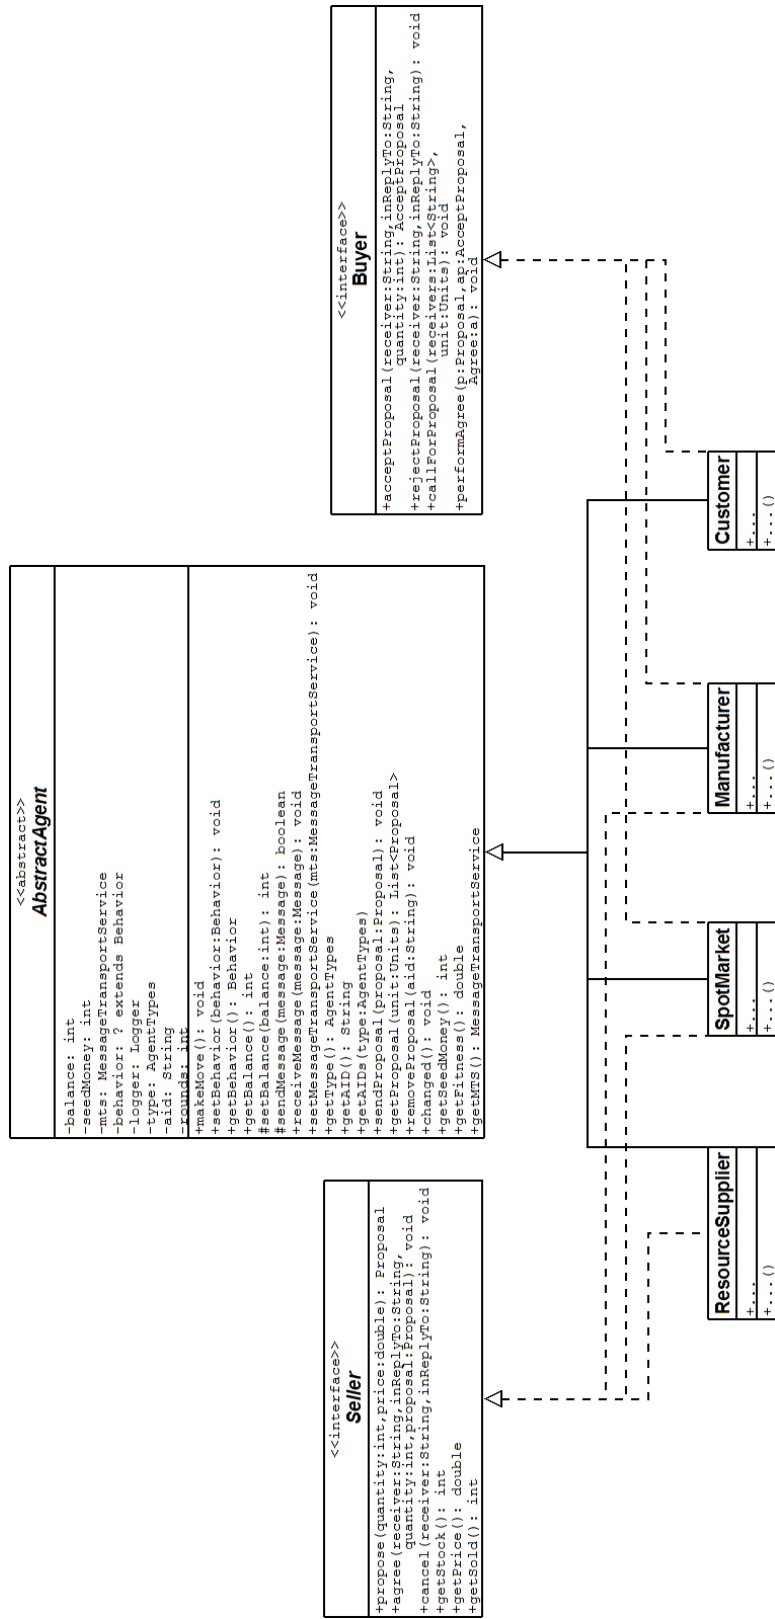 <<interface>>
Seller
+propose(quantity:int,price:double): Proposal
+agree(receiver:String,inReplyTo:String,
quantity:int,proposal:Proposal): void
+cancel(receiver:String,inReplyTo:String): void
+getStock(): int
+getPrice(): double
+getSold(): int
<<abstract>>
AbstractAgent
-balance: int
-seedMoney: int
-mts: MessageTransportService
-behavior: ? extends Behavior
-logger: Logger
-type: AgentTypes
-aid: String
-rounds: int
+makeMove(): void
+setBehavior(behavior:Behavior): void
+getBehavior(): Behavior
+getBalance(): int
#setBalance(balance:int): int
#sendMessage(message:Message): boolean
+receiveMessage(message:Message): void
+setMessageTransportService(mts:MessageTransportService): void
+getType(): AgentTypes
+getAID(): String
+getAIDs(type:AgentTypes)
+sendProposal(proposal:Proposal): void
+getProposal(unit:Units): List<Proposal>
+removeProposal(aid:String): void
+changed(): void
+getSeedMoney(): int
+getFitness(): double
+getMTS(): MessageTransportService
<<interface>>
Buyer
+acceptProposal(receiver:String,inReplyTo:String,
quantity:int): AcceptProposal
+rejectProposal(receiver:String,inReplyTo:String): void
+callForProposal(receivers:List<String>,
unit:Units): void
+performAgree(p:Proposal,ap:AcceptProposal,
Agree:a): void
ResourceSupplier
+...
+...()
SpotMarket
+...
+...()
Manufacturer
+...
+...()
Customer
+...
+...()